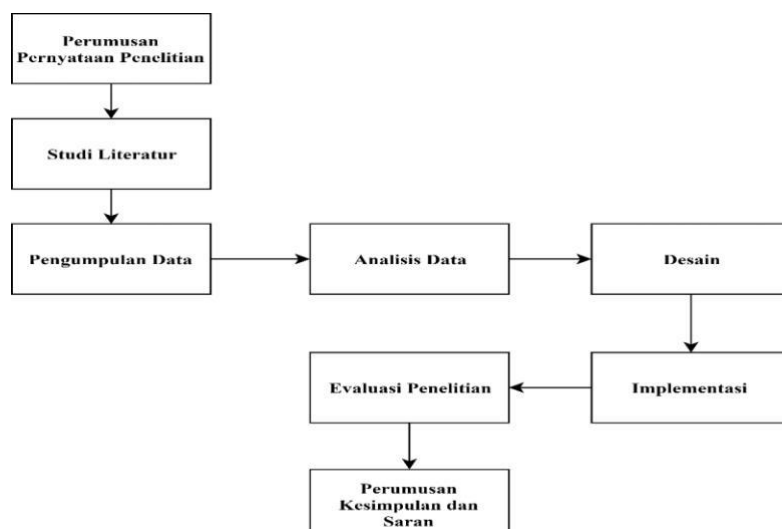 Perumusan
Pernyataan Penelitian
Studi Literatur
Pengumpulan Data
Analisis Data
Desain
Evaluasi Penelitian
Implementasi
Perumusan
Kesimpulan dan
Saran